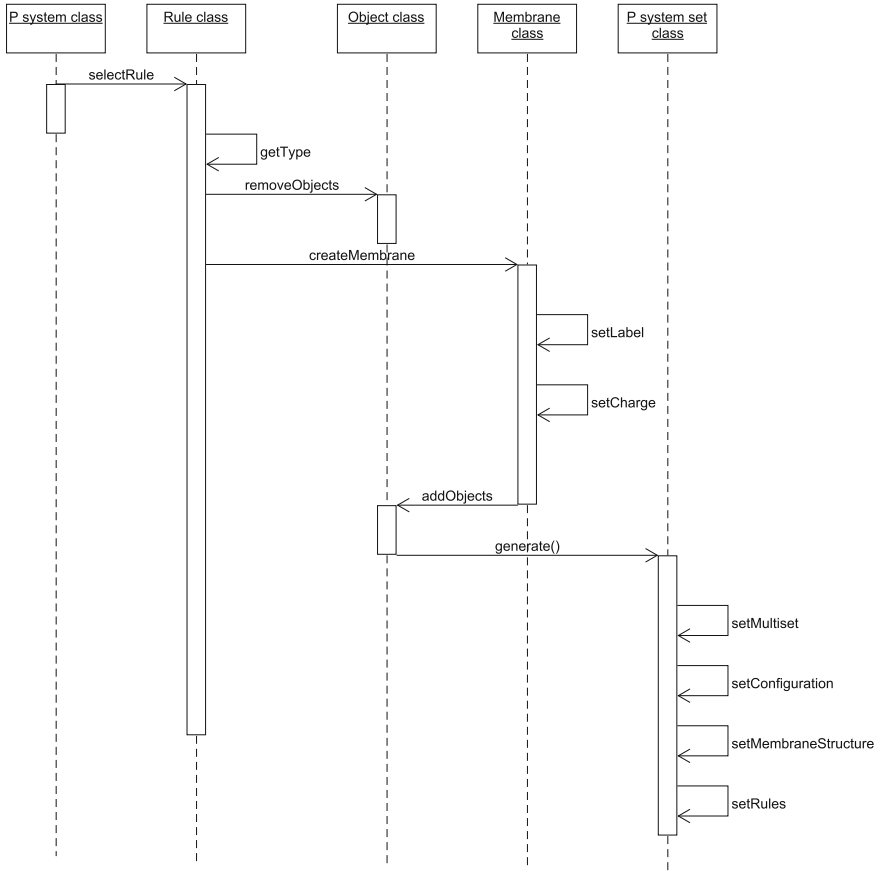 P system class
Rule class
Object class
Membrane
class
P system set
class
selectRule
getType
removeObjects
createMembrane
setLabel
setCharge
addObjects
generate()
setMultiset
setConfiguration
setMembraneStructure
setRules